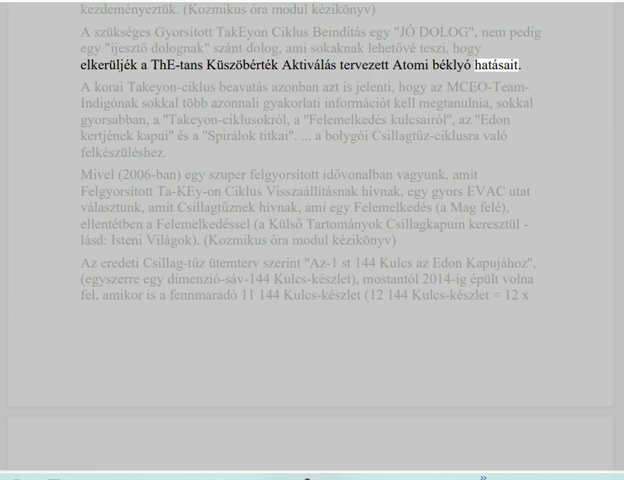 kezdeményeztük. (Kozmikus óra modul kézikönyv)
A szükséges Gyorsított TakEyon Ciklus Beindítás egy "JÓ DOLOG", nem pedig
egy "ijesztő dolognak" szánt dolog, ami sokaknak lehetővé teszi, hogy
elkerüljék a ThE-tans Küszöbérték Aktiválás tervezett Atomi béklyó hatásait.
A korai Takeyon-ciklus beavatás azonban azt is jelenti, hogy az MCEO-Team-
Indigónak sokkal több azonnali gyakorlati információt kell megtanulnia, sokkal
gyorsabban, a "Takeyon-ciklusokról, a "Felemelkedés kulcsairól", az "Edon
kertjének kapui" és a "Spirálok titkai". ... a bolygói Csillagtűz-ciklusra való
felkészüléshez.
Mivel (2006-ban) egy szuper felgyorsított idővonalban vagyunk, amit
Felgyorsított Ta-KEy-on Ciklus Visszaállításnak hívnak, egy gyors EVAC utat
választunk, amit Csillagtűznek hívnak, ami egy Felemelkedés (a Mag felé),
ellentétben a Felemelkedéssel (a Külső Tartományok Csillagkapuin keresztül -
lásd: Isteni Világok). (Kozmikus óra modul kézikönyv)
Az eredeti Csillag-tűz ütemterv szerint "Az-1 st 144 Kulcs az Edon Kapujához",
(egyszerre egy dimenzió-sáv-144 Kulcs-készlet), mostantól 2014-ig épült volna
fel, amikor is a fennmaradó 11 144 Kulcs-készlet (12 144 Kulcs-készlet = 12 x
»